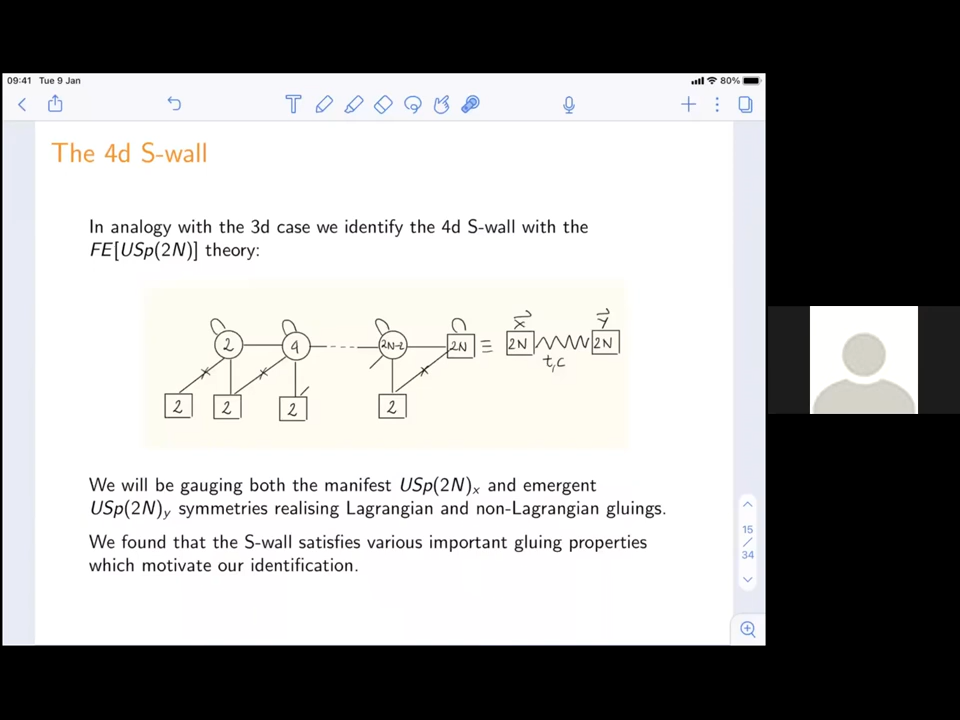 09:41 Tue 9 Jan
80%
The 4d S-wall
In analogy with the 3d case we identify the 4d S-wall with the
FE[USp(2N)] theory:
2 4 2N-2 2N ≡ 2N 2N
x⃗ y⃗
t,c
2 2 2 2
We will be gauging both the manifest USp(2N)ₓ and emergent
USp(2N)_y symmetries realising Lagrangian and non-Lagrangian gluings.
We found that the S-wall satisfies various important gluing properties
which motivate our identification.
15
/
34